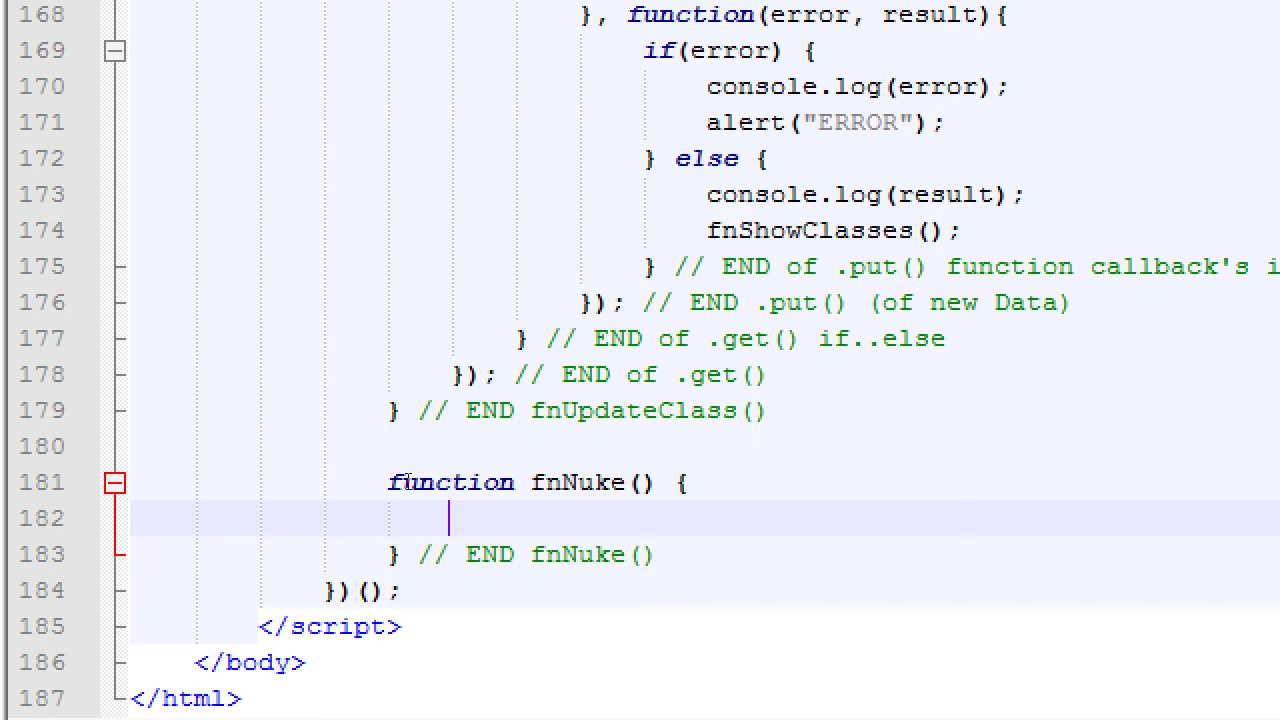 168 }, function(error, result){
169 if(error) {
170 console.log(error);
171 alert("ERROR");
172 } else {
173 console.log(result);
174 fnShowClasses();
175 } // END of .put() function callback's i
176 }); // END .put() (of new Data)
177 } // END of .get() if..else
178 }); // END of .get()
179 } // END fnUpdateClass()
180
181 function fnNuke() {
182
183 } // END fnNuke()
184 })();
185 </script>
186 </body>
187 </html>